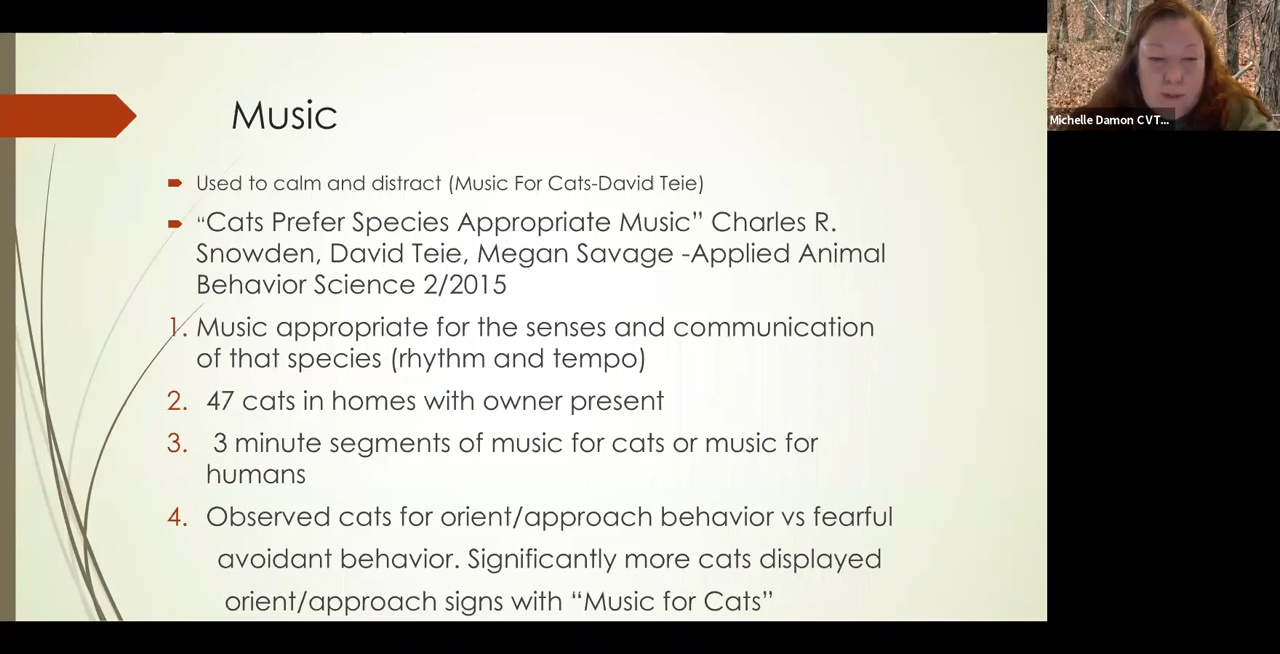 Music
Used to calm and distract (Music For Cats-David Teie)
“Cats Prefer Species Appropriate Music” Charles R.
Snowden, David Teie, Megan Savage -Applied Animal
Behavior Science 2/2015
1. Music appropriate for the senses and communication
of that species (rhythm and tempo)
2. 47 cats in homes with owner present
3. 3 minute segments of music for cats or music for
humans
4. Observed cats for orient/approach behavior vs fearful
avoidant behavior. Significantly more cats displayed
orient/approach signs with “Music for Cats”
Michelle Damon CVT...